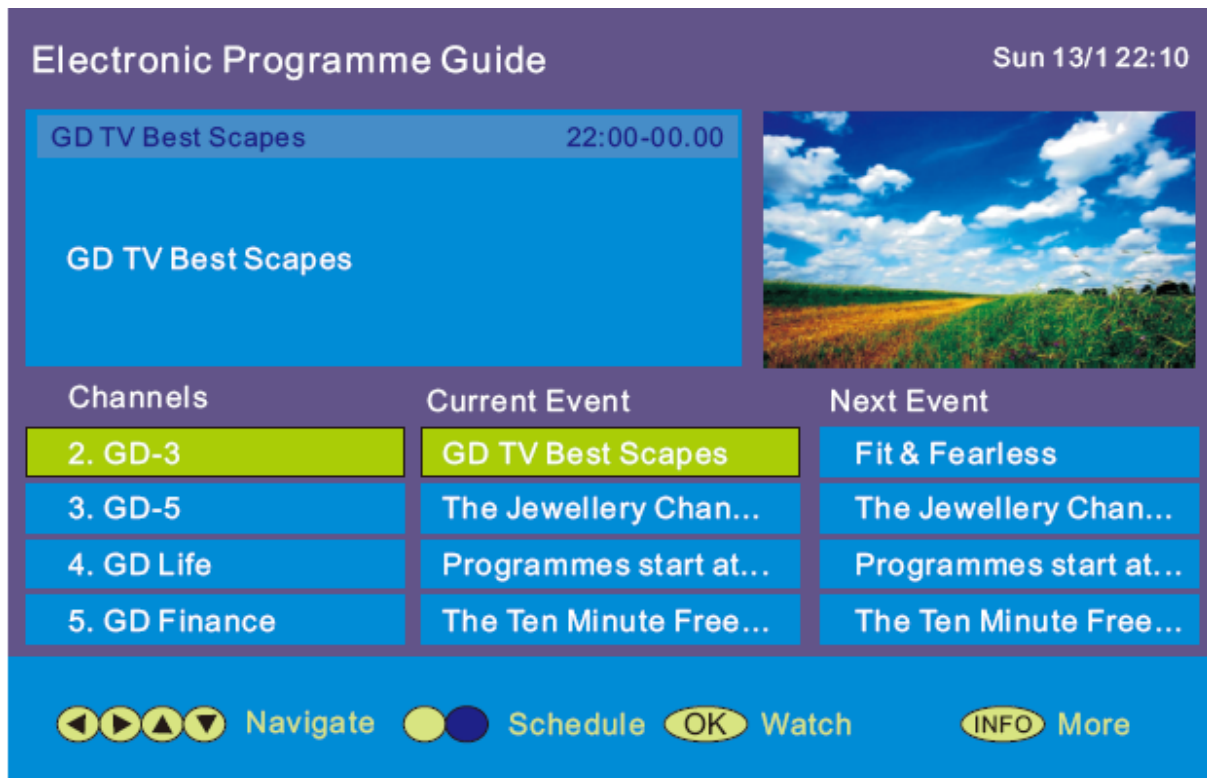 Electronic Programme Guide
Sun 13/1 22:10
GD TV Best Scapes 22:00-00.00
GD TV Best Scapes
Channels Current Event Next Event
2. GD-3 GD TV Best Scapes Fit & Fearless
3. GD-5 The Jewellery Chan... The Jewellery Chan...
4. GD Life Programmes start at... Programmes start at...
5. GD Finance The Ten Minute Free... The Ten Minute Free...
Navigate Schedule OK Watch INFO More